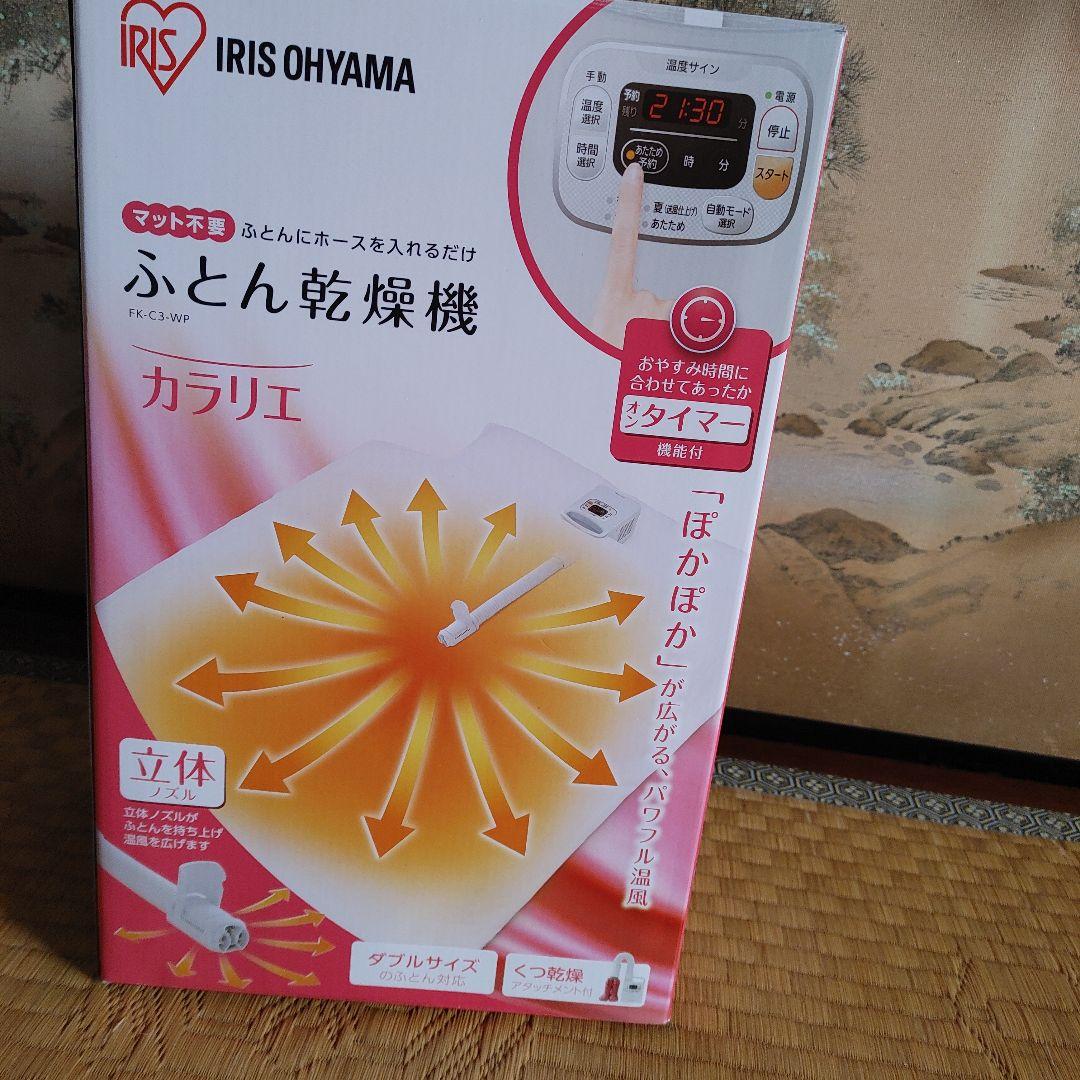 IRIS
IRIS OHYAMA
温度サイン
手動
電源
温度
選択
予約
残り
21:30
分
停止
時間
選択
あたため
予約
時
分
スタート
夏(送風仕上げ)
あたため
自動モード
選択
マット不要
ふとんにホースを入れるだけ
ふとん乾燥機
FK-C3-WP
カラリエ
おやすみ時間に
合わせてあったか
オンタイマー
機能付
「ぽかぽか」が広がる、パワフル温風
立体
ノズル
立体ノズルが
ふとんを持ち上げ
温風を広げます
ダブルサイズ
のふとん対応
くつ乾燥
アタッチメント付